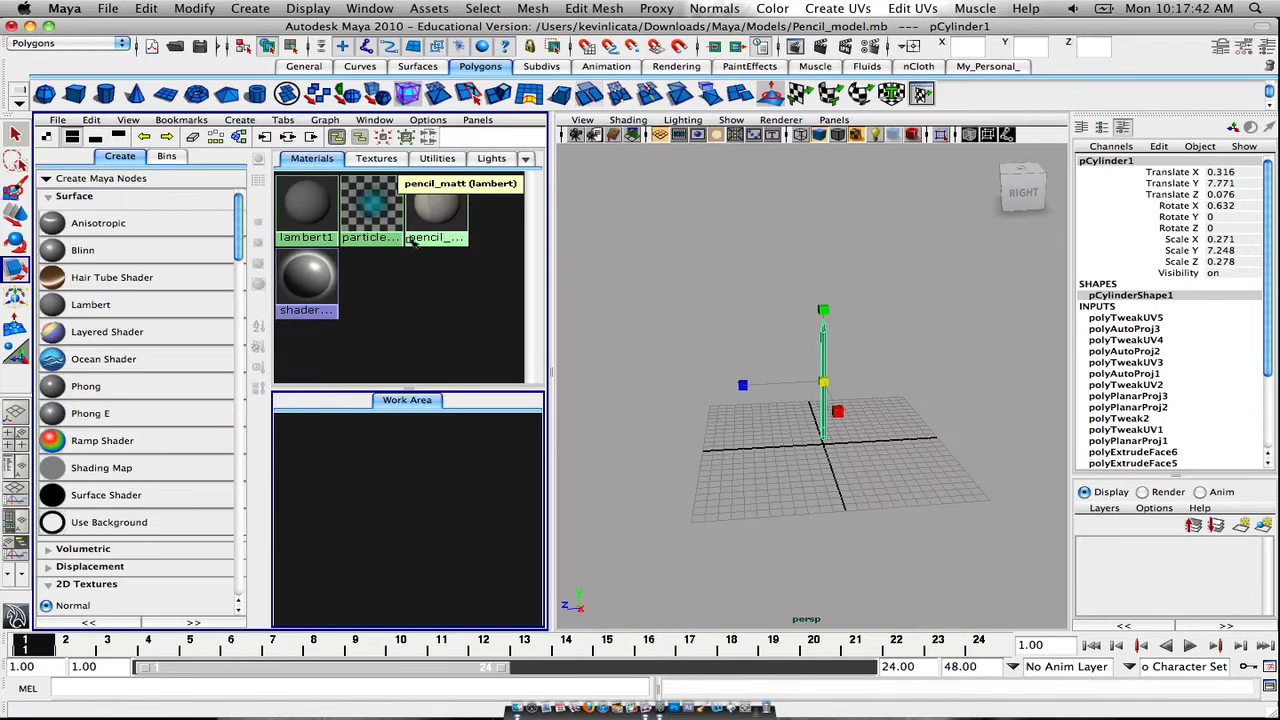 Maya File Edit Modify Create Display Window Assets Select Mesh Edit Mesh Proxy Normals Color Create UVs Edit UVs Muscle Help Mon 10:17:42 AM
Autodesk Maya 2010 - Educational Version: /Users/kevinlicata/Downloads/Maya/Models/Pencil_model.mb --- pCylinder1
Polygons X: Y: Z:
General Curves Surfaces Polygons Subdivs Animation Rendering PaintEffects Muscle Fluids nCloth My_Personal_
File Edit View Bookmarks Create Tabs Graph Window Options Panels
View Shading Lighting Show Renderer Panels
Channels Edit Object Show
Create Bins
Materials Textures Utilities Lights
Create Maya Nodes
Surface
Anisotropic
Blinn
Hair Tube Shader
Lambert
Layered Shader
Ocean Shader
Phong
Phong E
Ramp Shader
Shading Map
Surface Shader
Use Background
Volumetric
Displacement
2D Textures
Normal
<< >>
pencil_matt (lambert)
lambert1 particle... pencil_...
shader...
Work Area
RIGHT
y
z x
persp
pCylinder1
Translate X 0.316
Translate Y 7.771
Translate Z 0.076
Rotate X 0.632
Rotate Y 0
Rotate Z 0
Scale X 0.271
Scale Y 7.248
Scale Z 0.278
Visibility on
SHAPES
pCylinderShape1
INPUTS
polyTweakUV5
polyAutoProj3
polyTweakUV4
polyAutoProj2
polyTweakUV3
polyAutoProj1
polyTweakUV2
polyPlanarProj3
polyPlanarProj2
polyTweak2
polyTweakUV1
polyPlanarProj1
polyExtrudeFace6
polyExtrudeFace5
Display Render Anim
Layers Options Help
<< >>
1 2 3 4 5 6 7 8 9 10 11 12 13 14 15 16 17 18 19 20 21 22 23 24
1
1.00
1.00 1.00 1 24 24.00 48.00 No Anim Layer o Character Set
MEL